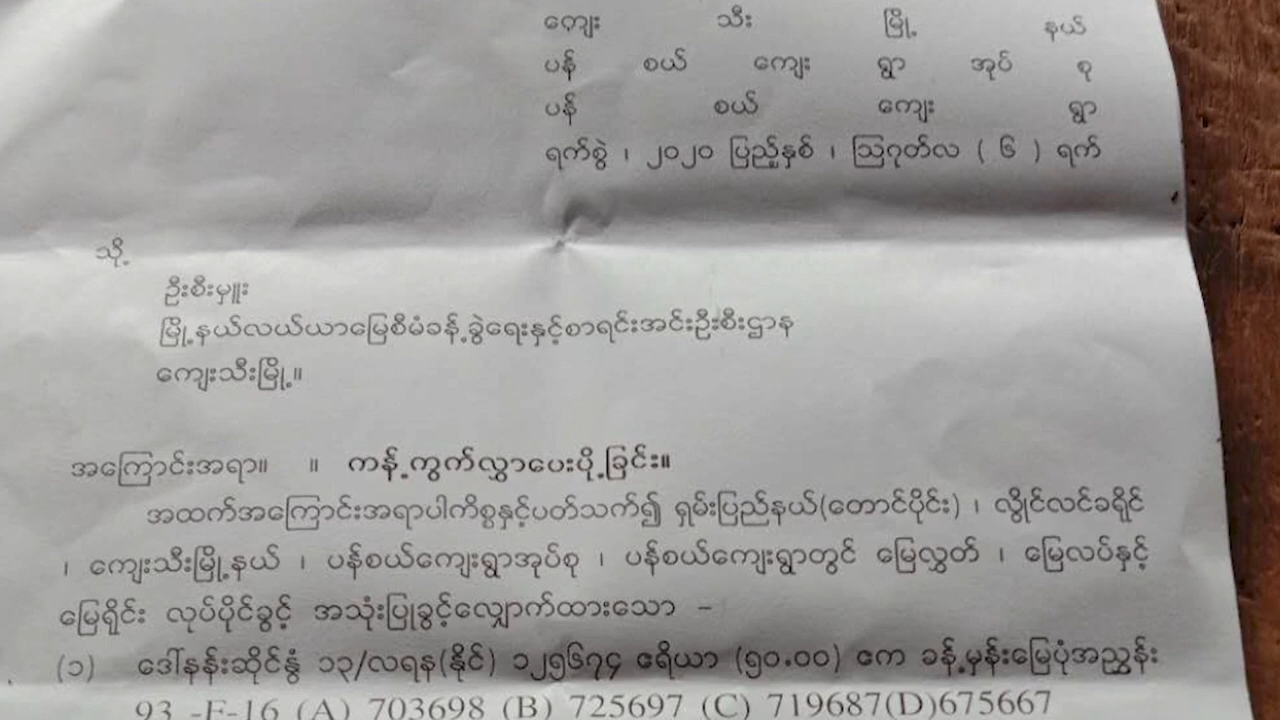 ကျေး သီး မြို့ နယ်
ပန် စယ် ကျေး ရွာ အုပ် စု
ပန် စယ် ကျေး ရွာ
ရက်စွဲ ၊ ၂၀၂၀ ပြည့်နှစ် ၊ ဩဂုတ်လ ( ၆ ) ရက်
သို့
ဦးစီးမှူး
မြို့နယ်လယ်ယာမြေစီမံခန့်ခွဲရေးနှင့်စာရင်းအင်းဦးစီးဌာန
ကျေးသီးမြို့။
အကြောင်းအရာ။ ။ ကန့်ကွက်လွှာပေးပို့ခြင်း။
အထက်အကြောင်းအရာပါကိစ္စနှင့်ပတ်သက်၍ ရှမ်းပြည်နယ်(တောင်ပိုင်း) ၊ လွိုင်လင်ခရိုင်
၊ ကျေးသီးမြို့နယ် ၊ ပန်စယ်ကျေးရွာအုပ်စု ၊ ပန်စယ်ကျေးရွာတွင် မြေလွှတ် ၊ မြေလပ်နှင့်
မြေရိုင်း လုပ်ပိုင်ခွင့် အသုံးပြုခွင့်လျှောက်ထားသော –
(၁) ဒေါ်နန်းဆိုင်နွံ ၁၃/လရန(နိုင်) ၁၂၅၆၇၄ ဧရိယာ (၅၀.၀၀) ဧက ခန့်မှန်းမြေပုံအညွှန်း
93 -F-16 (A) 703698 (B) 725697 (C) 719687(D)675667